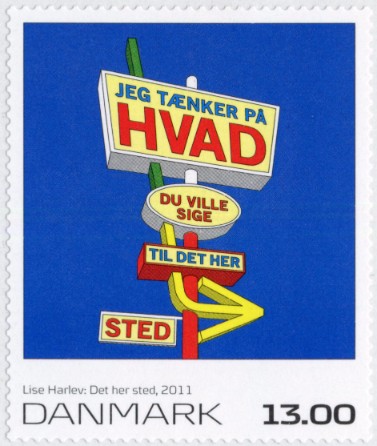 JEG TÆNKER PÅ
HVAD
DU VILLE
SIGE
TIL DET HER
STED
Lise Harlev: Det her sted, 2011
DANMARK 13.00